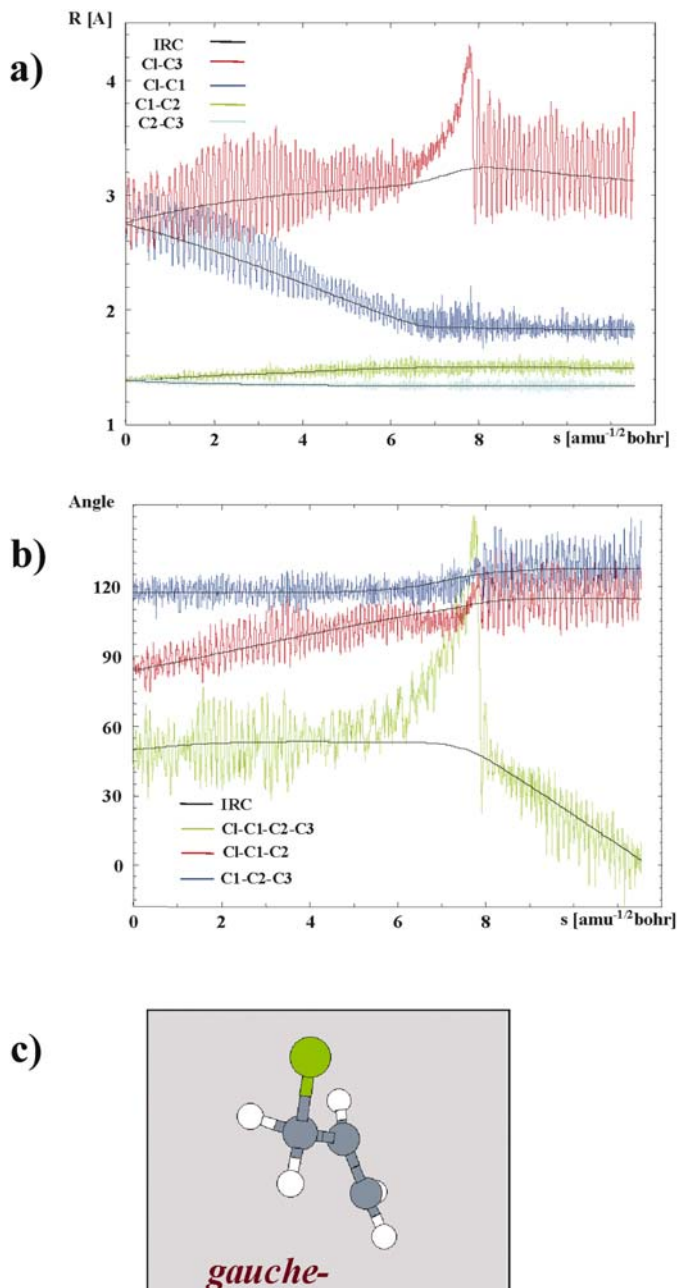 a)
R [A]
IRC
Cl-C3
Cl-C1
C1-C2
C2-C3
4
3
2
1
0
2
4
6
8
s [amu-1/2 bohr]
b)
Angle
120
90
60
30
0
IRC
Cl-C1-C2-C3
Cl-C1-C2
C1-C2-C3
0
2
4
6
8
s [amu-1/2 bohr]
c)
gauche-